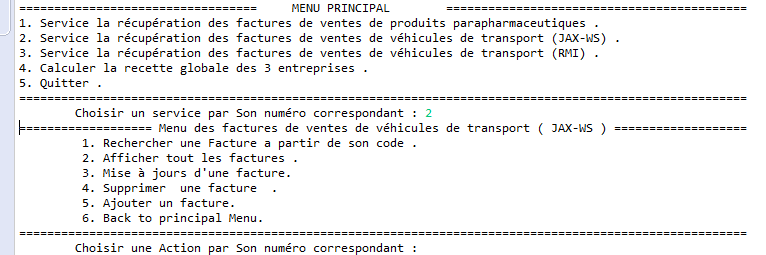 ==================================     MENU PRINCIPAL        ===========================================
1. Service la récupération des factures de ventes de produits parapharmaceutiques .
2. Service la récupération des factures de ventes de véhicules de transport (JAX-WS) .
3. Service la récupération des factures de ventes de véhicules de transport (RMI) .
4. Calculer la recette globale des 3 entreprises .
5. Quitter .
========================================================================================================
Choisir un service par Son numéro correspondant : 2
=================== Menu des factures de ventes de véhicules de transport ( JAX-WS ) ===================
1. Rechercher une Facture a partir de son code .
2. Afficher tout les factures .
3. Mise à jours d'une facture.
4. Supprimer  une facture  .
5. Ajouter un facture.
6. Back to principal Menu.
========================================================================================================
Choisir une Action par Son numéro correspondant :